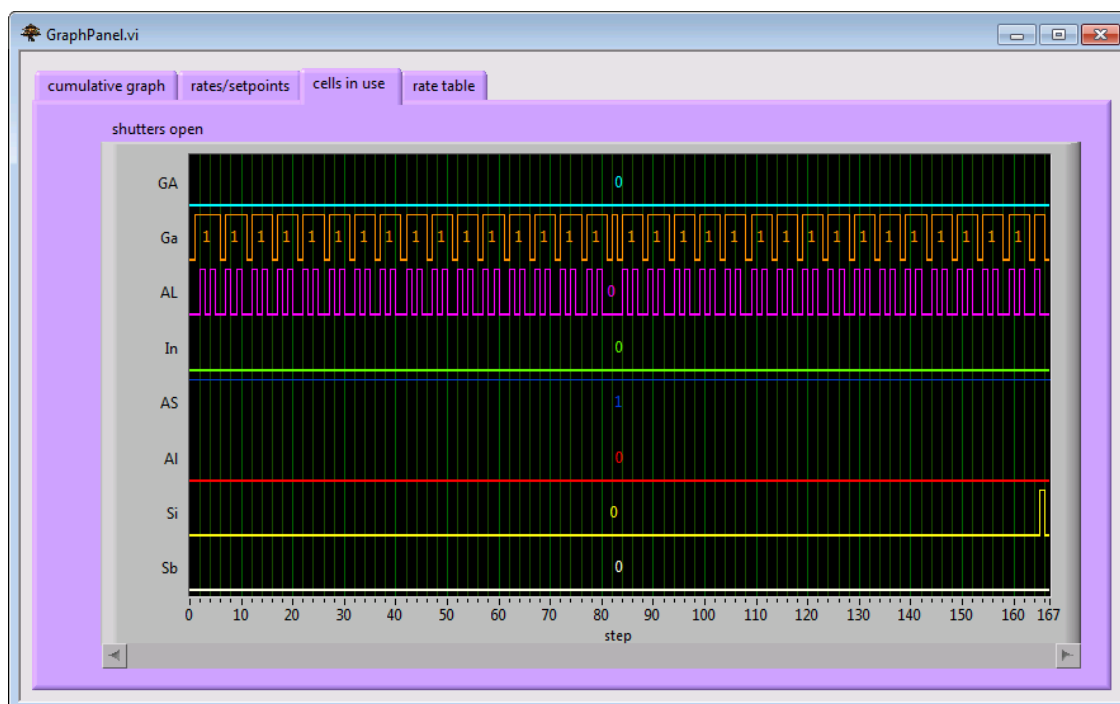 GraphPanel.vi
cumulative graph rates/setpoints cells in use rate table
shutters open
GA 0
Ga 1 1 1 1 1 1 1 1 1 1 1 1 1 1 1 1 1 1 1 1 1 1 1 1 1 1 1 1 1 1 1
AL 0
In 0
AS 1
Al 0
Si 0
Sb 0
0 10 20 30 40 50 60 70 80 90 100 110 120 130 140 150 160 167
step